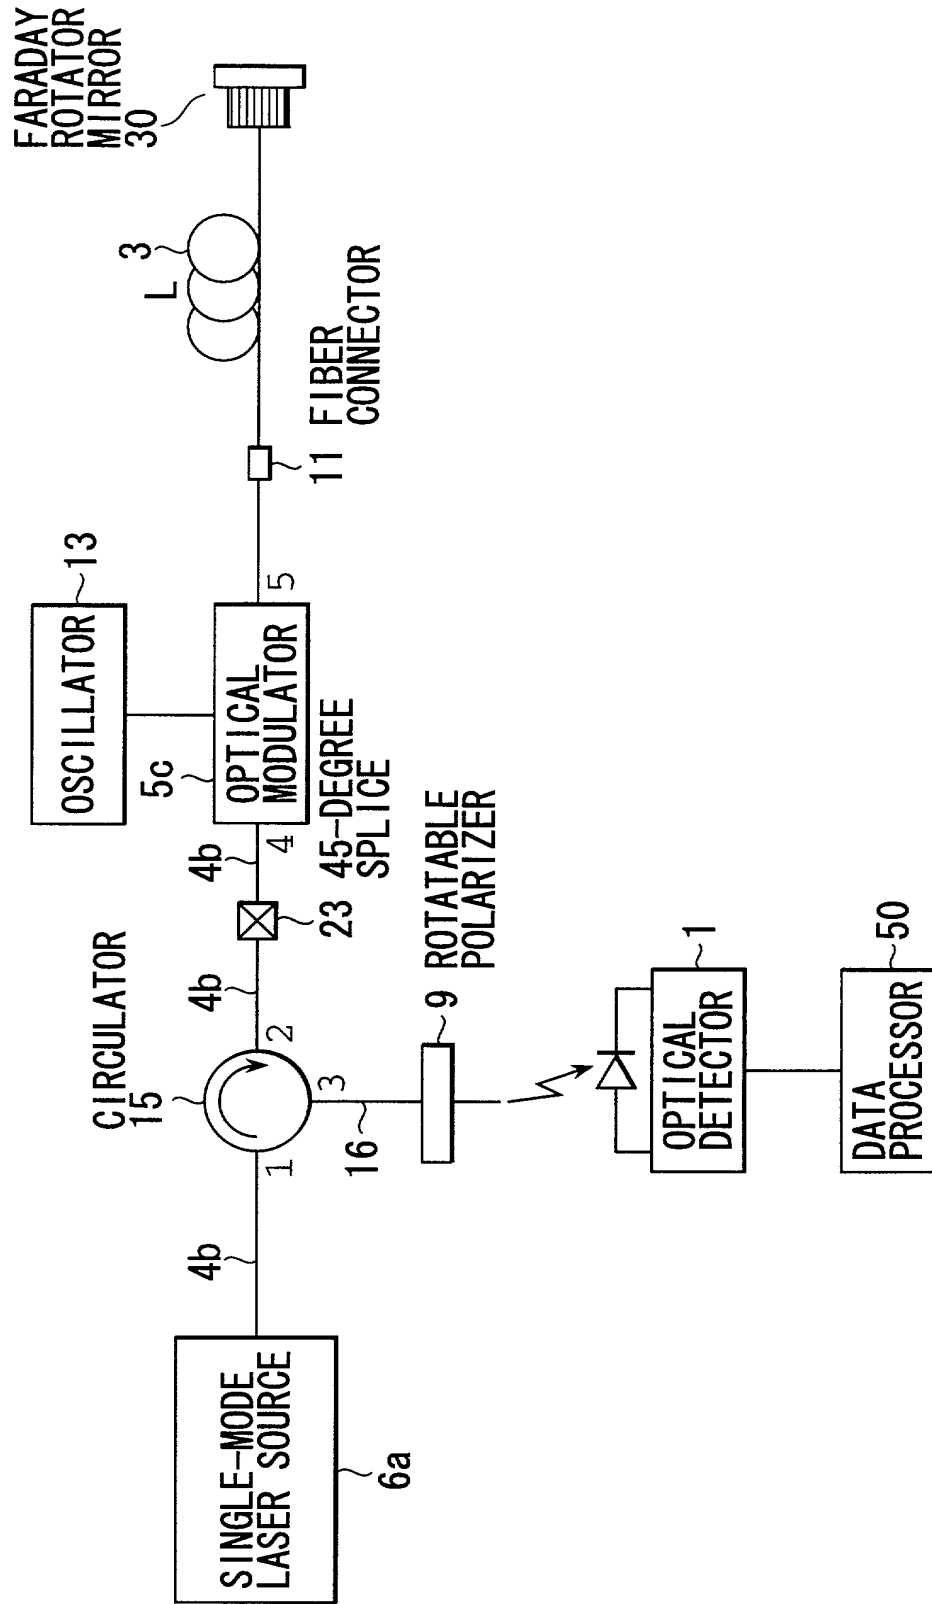 FARADAY
ROTATOR
MIRROR
30
3
L
FIBER
CONNECTOR
11
OSCILLATOR
13
5c
OPTICAL
MODULATOR
5
4
4b
45-DEGREE
SPLICE
23
4b
CIRCULATOR
15
1
2
3
16
ROTATABLE
POLARIZER
9
4b
SINGLE-MODE
LASER SOURCE
6a
OPTICAL
DETECTOR
1
DATA
PROCESSOR
50